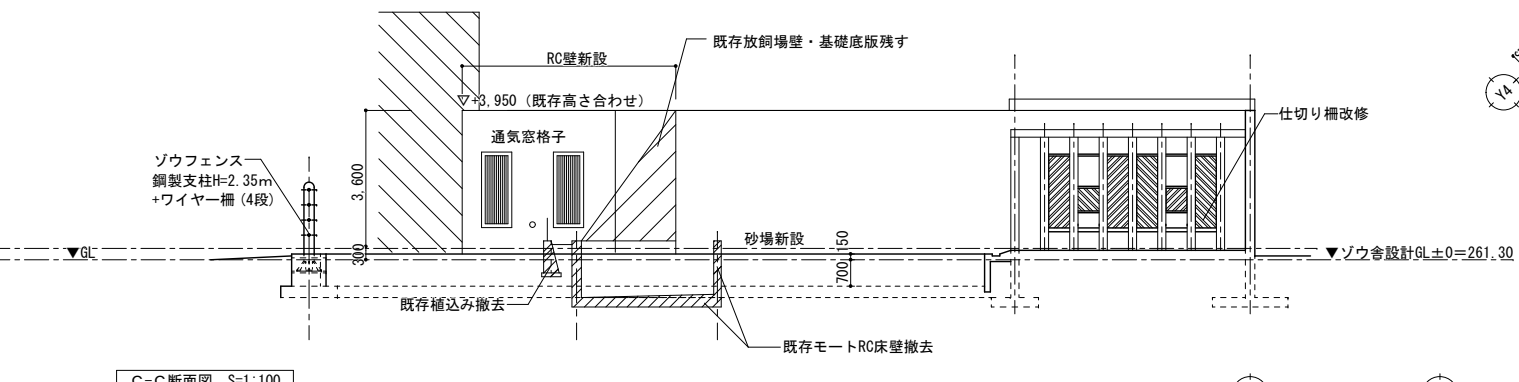 既存放飼場壁・基礎底版残す
RC壁新設
▽+3,950（既存高さ合わせ）
Y4
仕切り柵改修
通気窓格子
ゾウフェンス
鋼製支柱H=2.35m
+ワイヤー柵（4段）
3,600
300
▼GL
砂場新設
150
700
▼ゾウ舎設計GL±0=261.30
既存植込み撤去
既存モートRC床壁撤去
C-C断面図 S=1:100